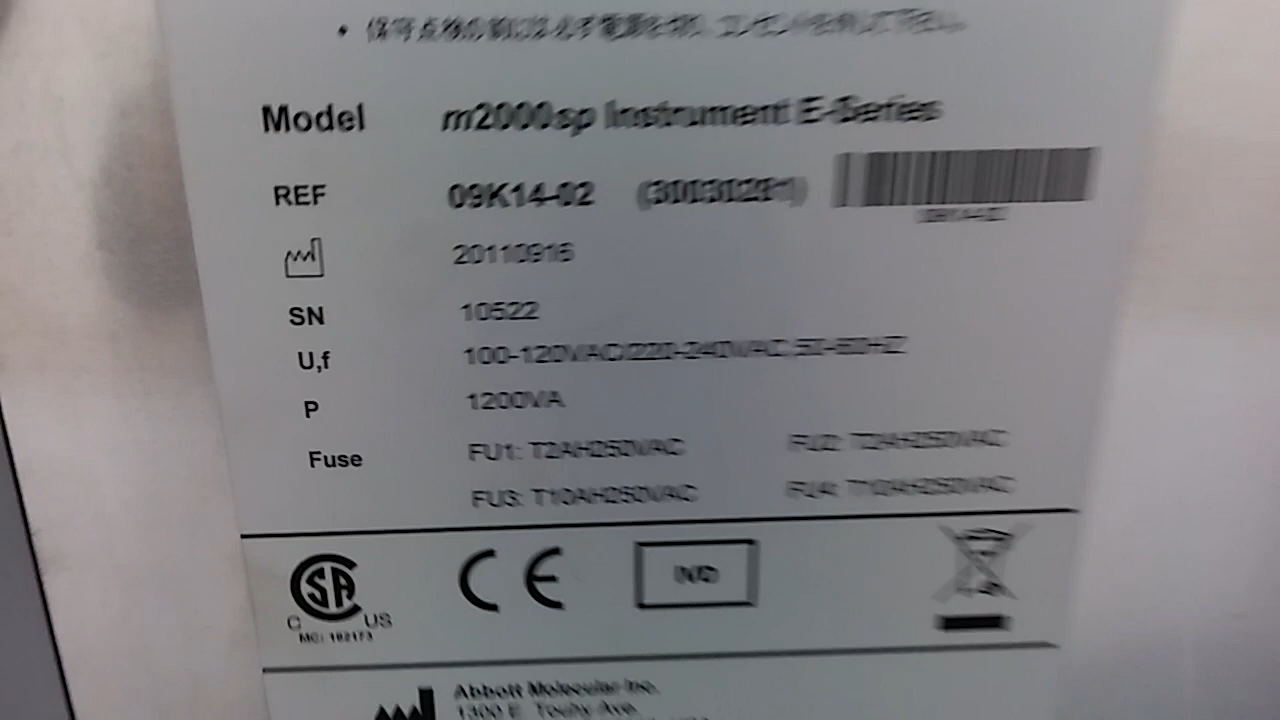 Model m2000sp Instrument E-Series
REF 09K14-02 (30030291)
20110916
SN 10522
U,f 100-120VAC/220-240VAC 50-60HZ
P 1200VA
Fuse FU1: T2AH250VAC FU2: T2AH250VAC
FU3: T10AH250VAC FU4: T10AH250VAC
CSA CE IVD
C US
MC: 192173
Abbott Molecular Inc.
1300 E. Touhy Ave.